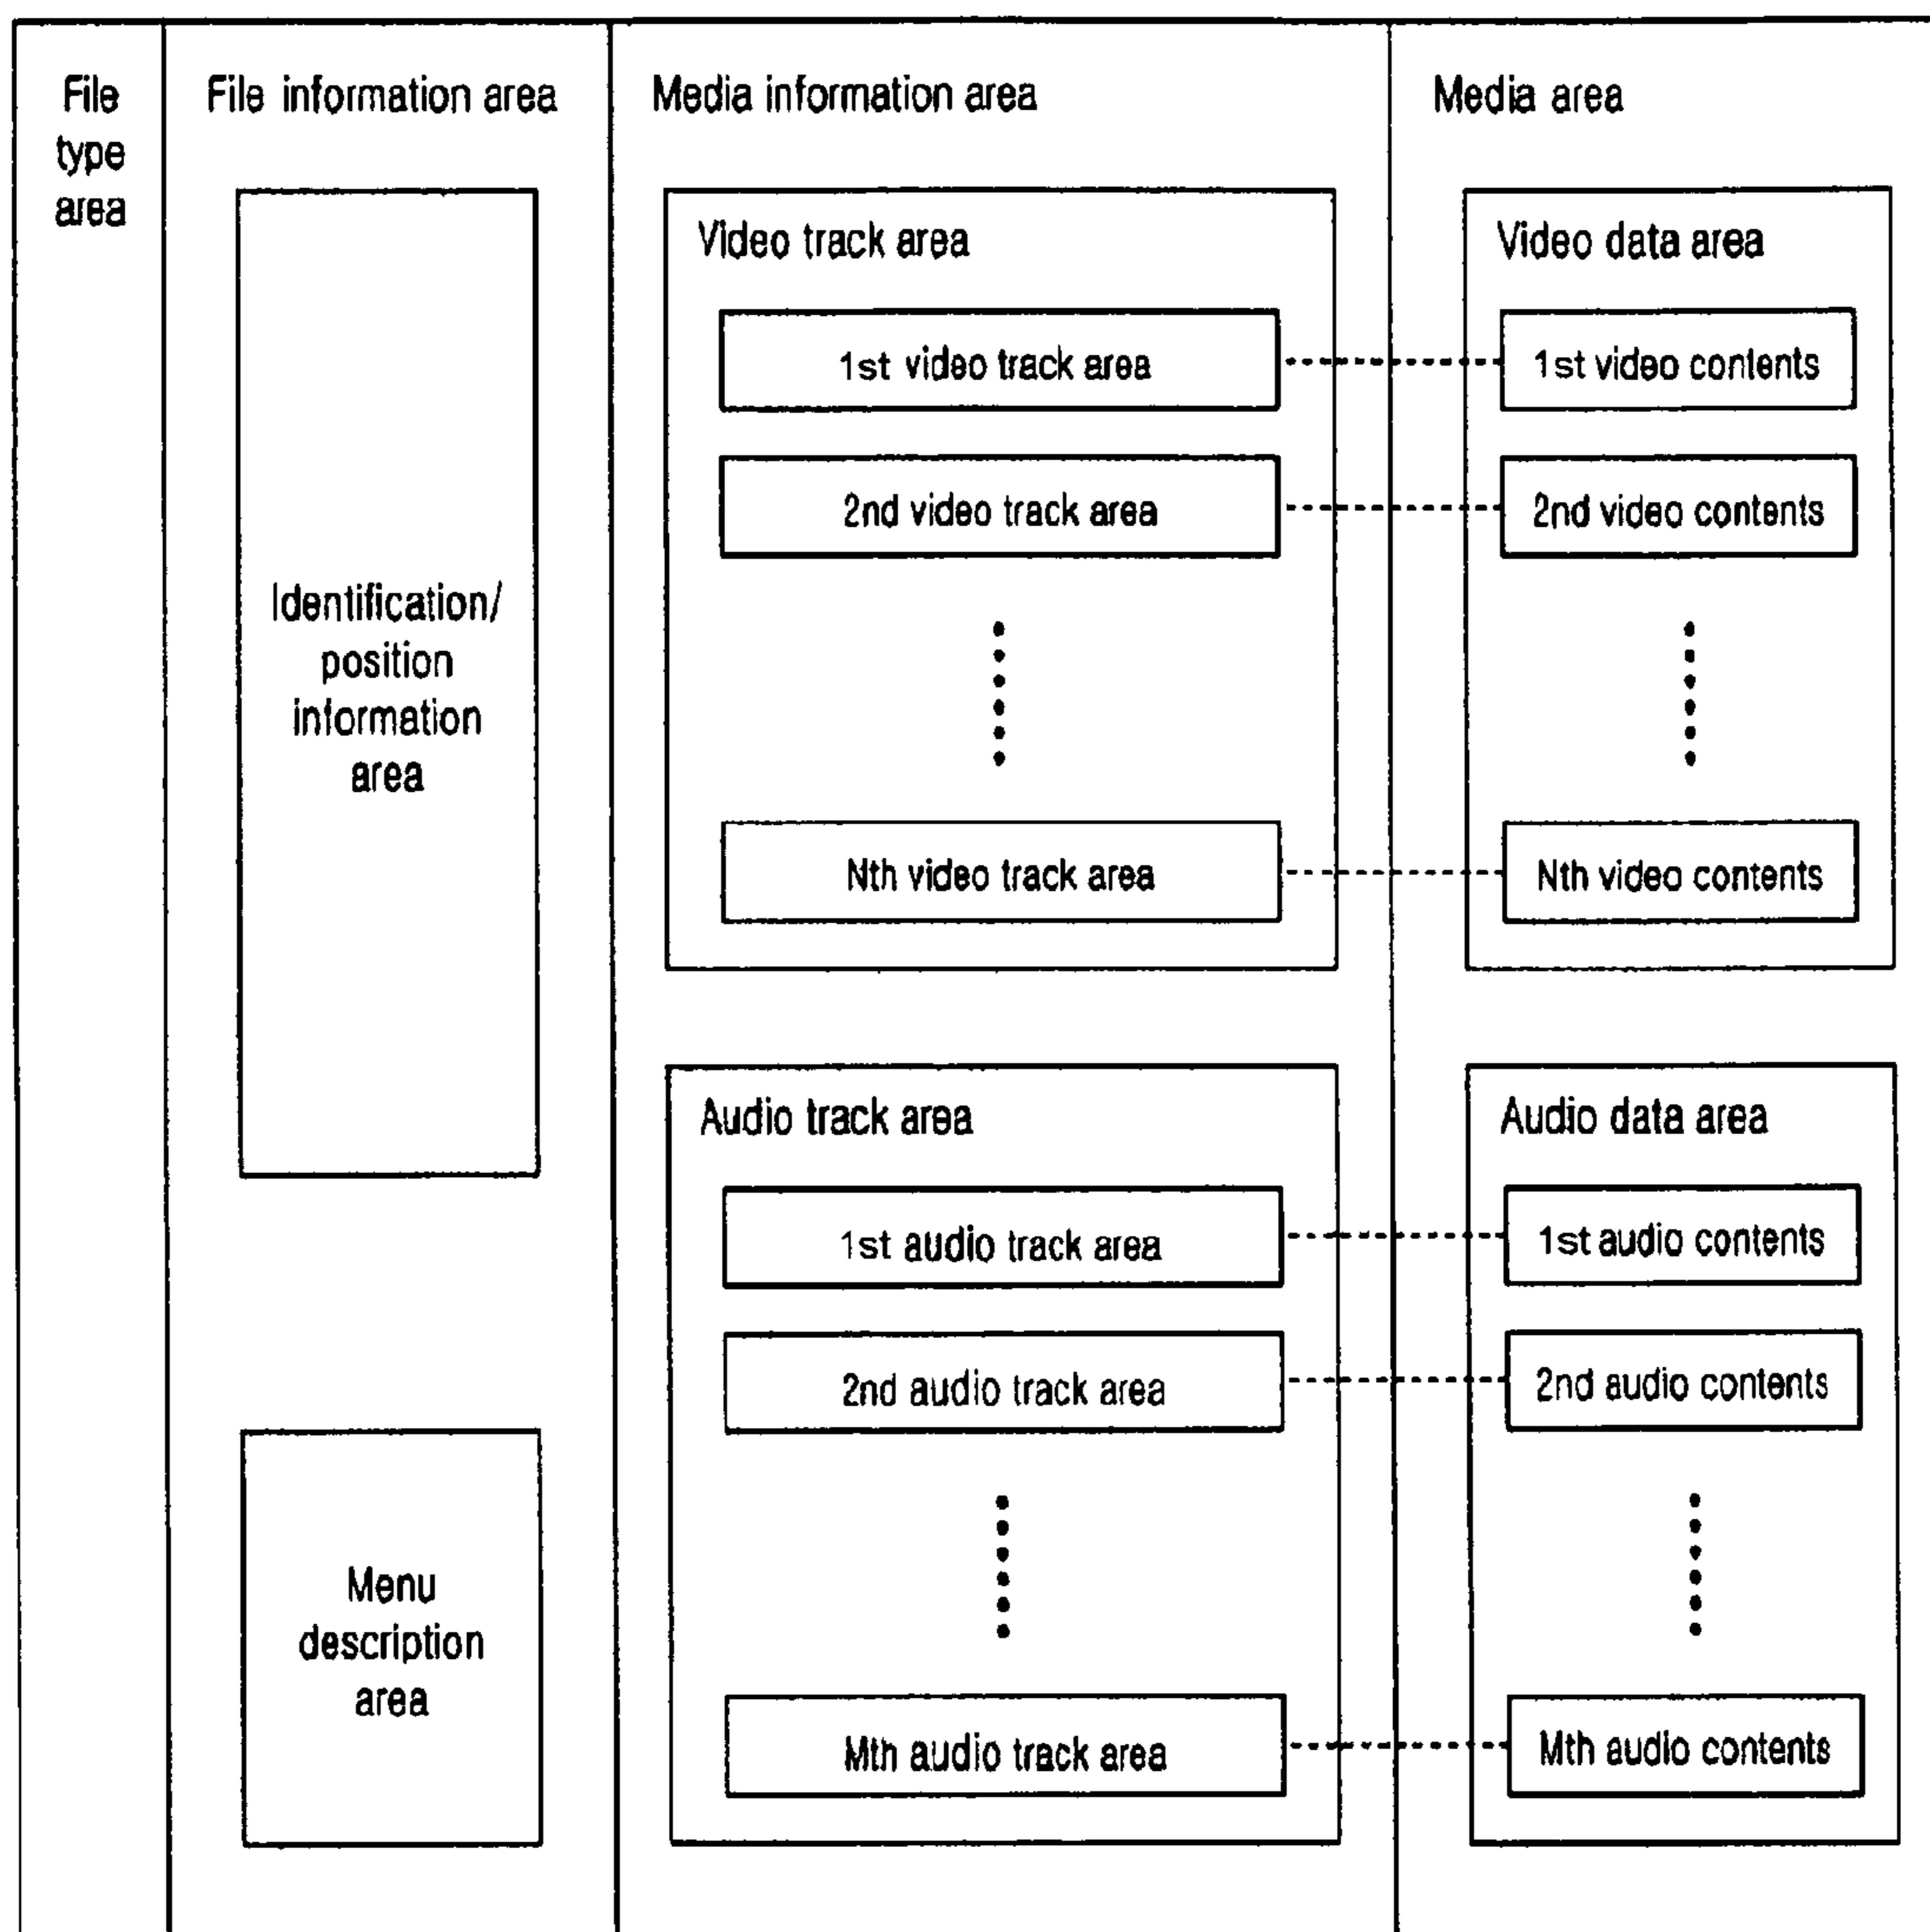 File
type
area
File information area
Identification/
position
information
area
Menu
description
area
Media information area
Video track area
1st video track area
2nd video track area
Nth video track area
Audio track area
1st audio track area
2nd audio track area
Mth audio track area
Media area
Video data area
1st video contents
2nd video contents
Nth video contents
Audio data area
1st audio contents
2nd audio contents
Mth audio contents